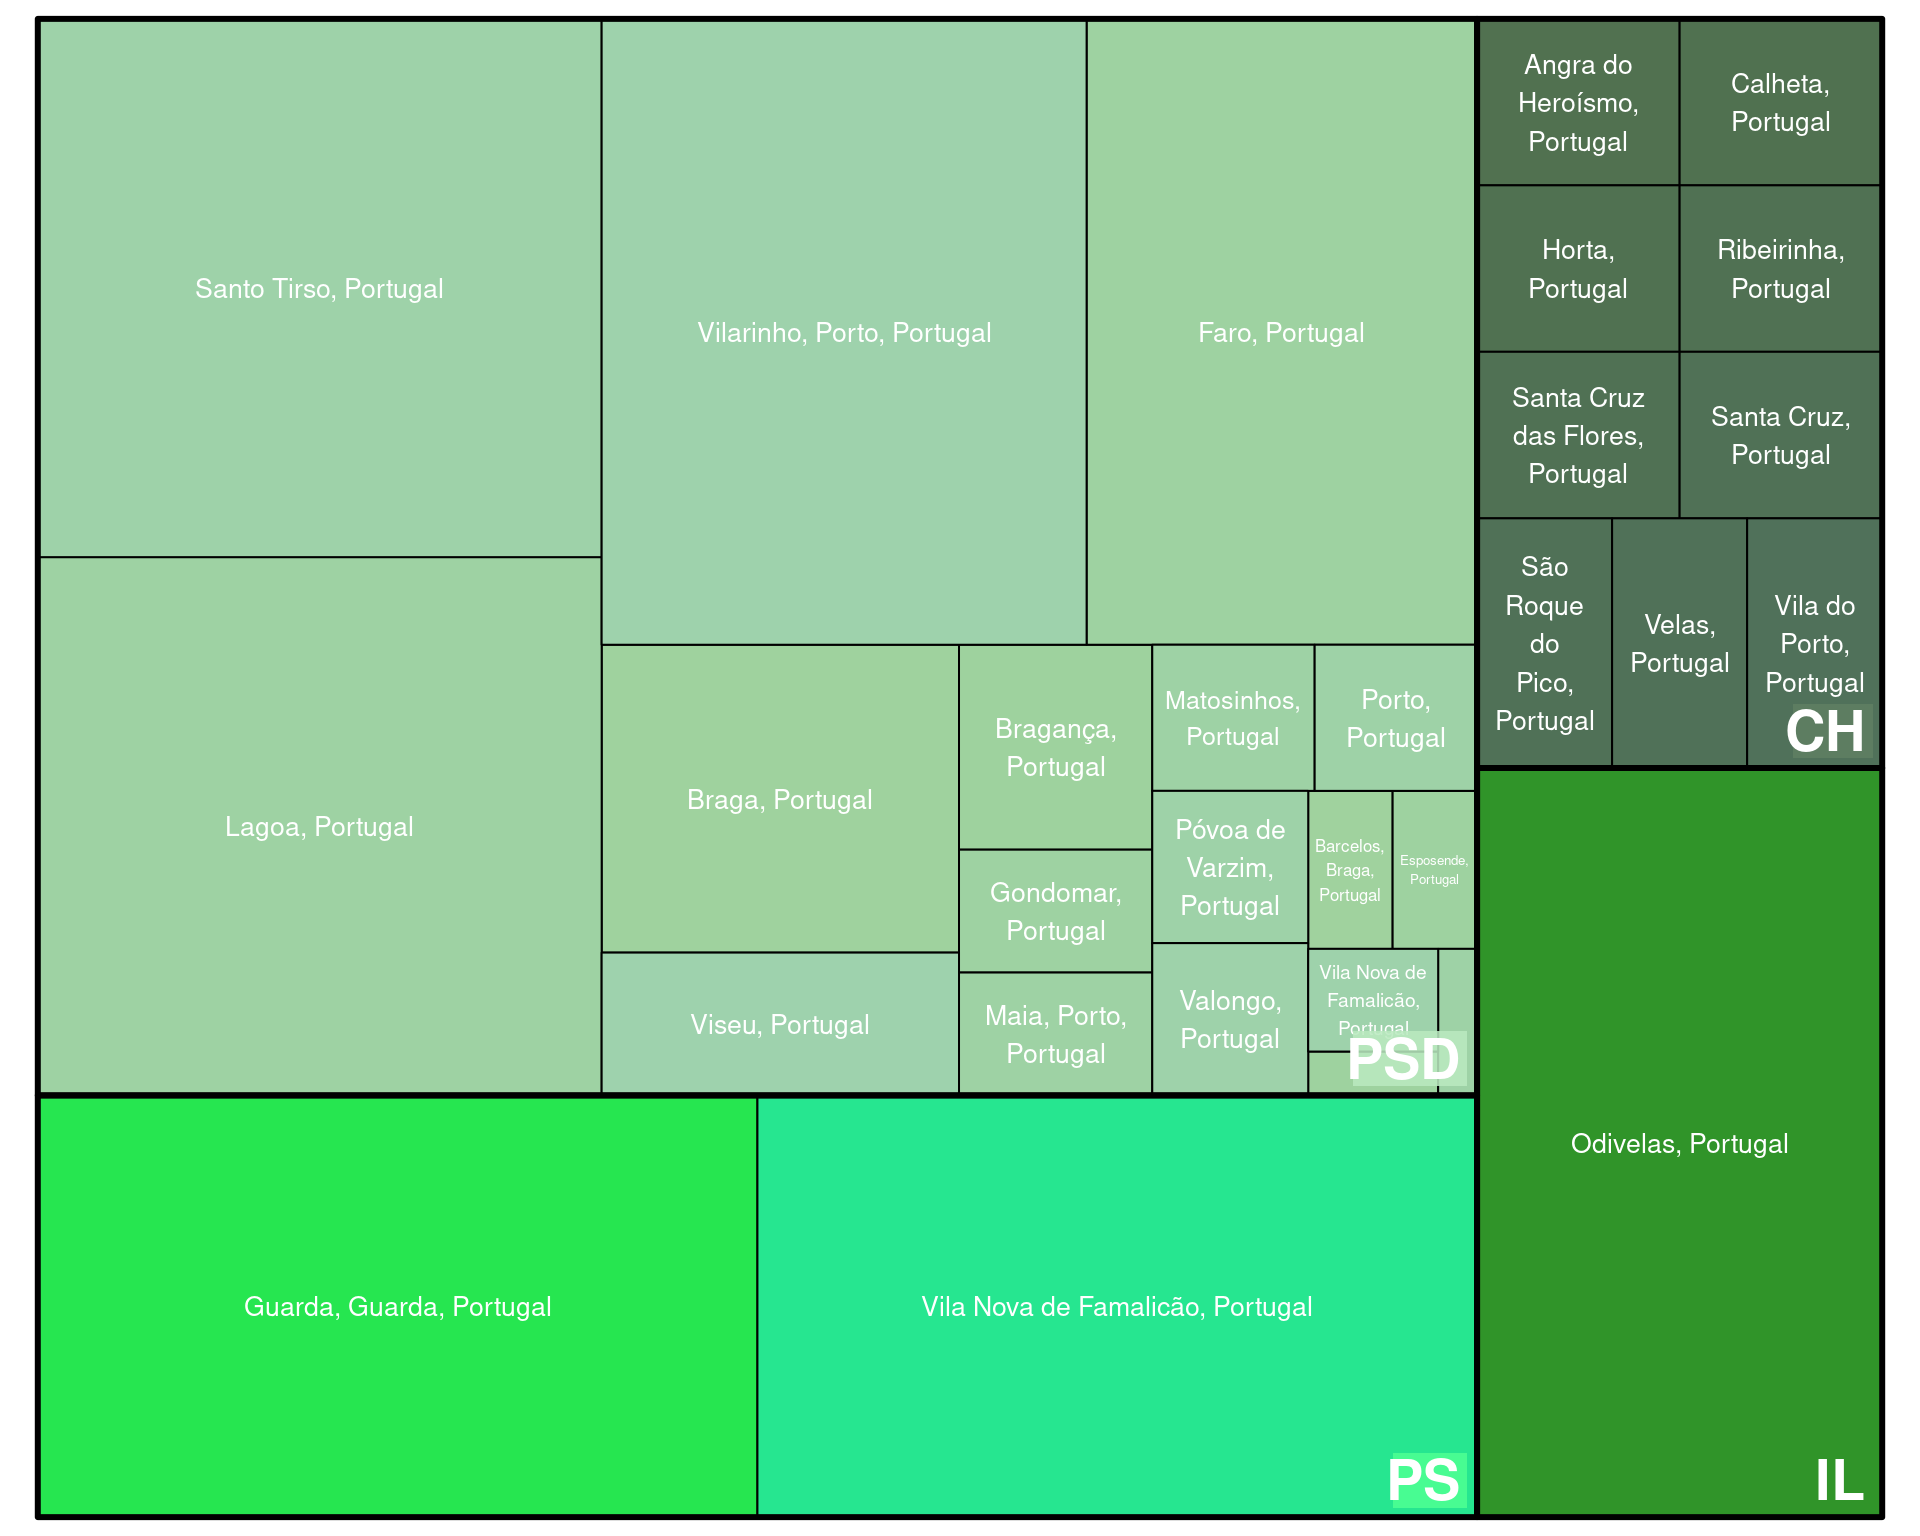 Santo Tirso, Portugal
Vilarinho, Porto, Portugal
Faro, Portugal
Lagoa, Portugal
Braga, Portugal
Viseu, Portugal
Bragança,
Portugal
Gondomar,
Portugal
Maia, Porto,
Portugal
Matosinhos,
Portugal
Porto,
Portugal
Póvoa de
Varzim,
Portugal
Valongo,
Portugal
Barcelos,
Braga,
Portugal
Esposende,
Portugal
Vila Nova de
Famalicão,
Portugal
PSD
Guarda, Guarda, Portugal
Vila Nova de Famalicão, Portugal
PS
Angra do
Heroísmo,
Portugal
Calheta,
Portugal
Horta,
Portugal
Ribeirinha,
Portugal
Santa Cruz
das Flores,
Portugal
Santa Cruz,
Portugal
São
Roque
do
Pico,
Portugal
Velas,
Portugal
Vila do
Porto,
Portugal
CH
Odivelas, Portugal
IL